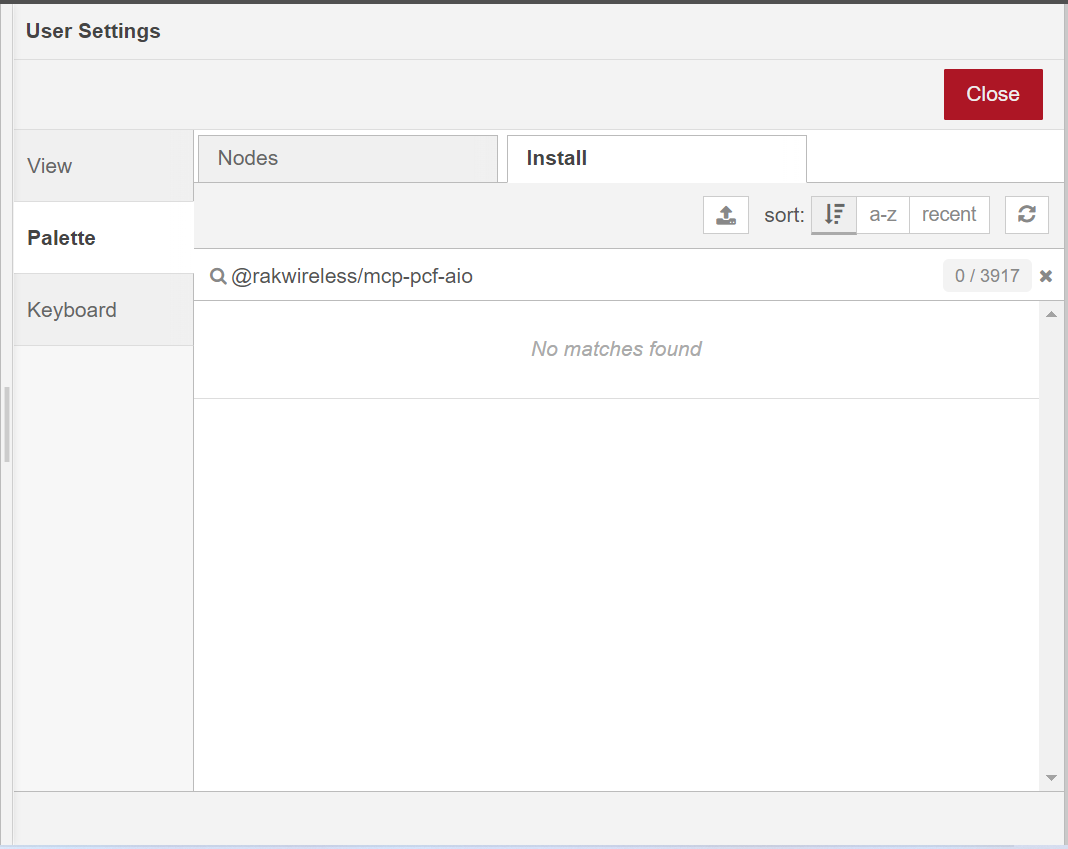 User Settings
Close
View
Palette
Keyboard
Nodes
Install
sort:
a-z
recent
@rakwireless/mcp-pcf-aio
0 / 3917
No matches found